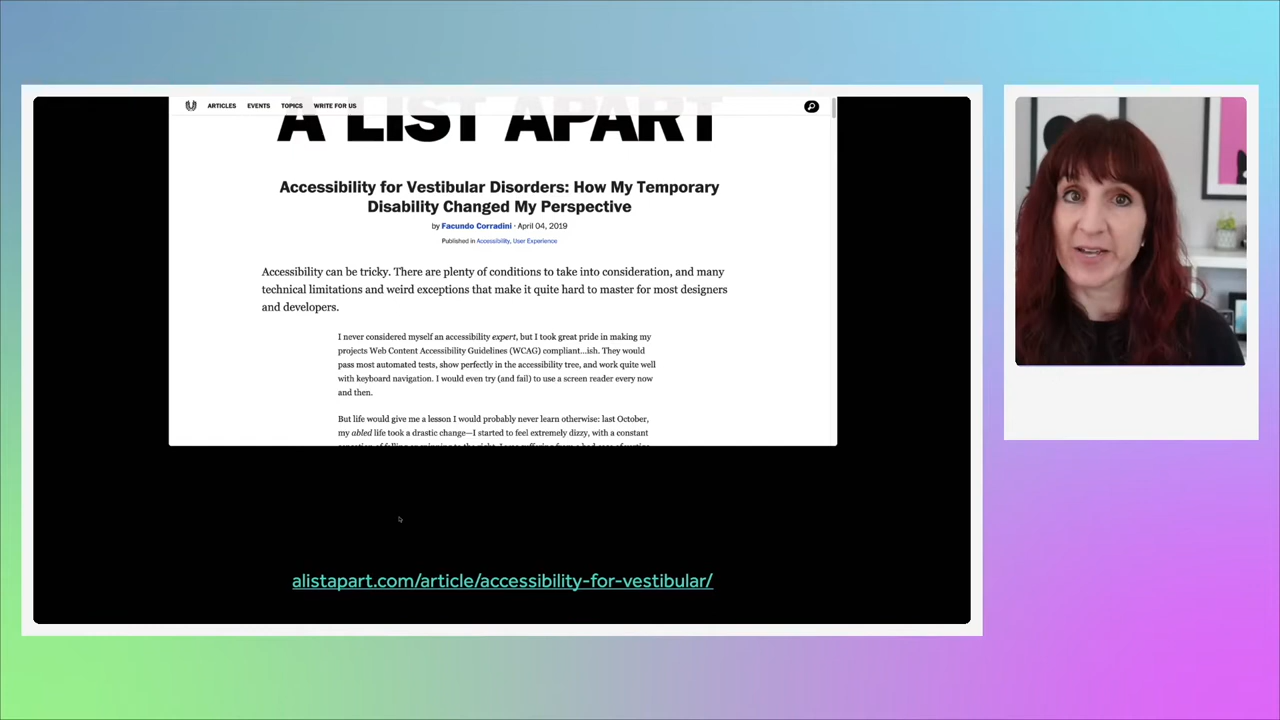 ARTICLES EVENTS TOPICS WRITE FOR US
A LIST APART
Accessibility for Vestibular Disorders: How My Temporary
Disability Changed My Perspective
by Facundo Corradini · April 04, 2019
Published in Accessibility, User Experience
Accessibility can be tricky. There are plenty of conditions to take into consideration, and many
technical limitations and weird exceptions that make it quite hard to master for most designers
and developers.
I never considered myself an accessibility expert, but I took great pride in making my
projects Web Content Accessibility Guidelines (WCAG) compliant...ish. They would
pass most automated tests, show perfectly in the accessibility tree, and work quite well
with keyboard navigation. I would even try (and fail) to use a screen reader every now
and then.
But life would give me a lesson I would probably never learn otherwise: last October,
my abled life took a drastic change—I started to feel extremely dizzy, with a constant
alistapart.com/article/accessibility-for-vestibular/